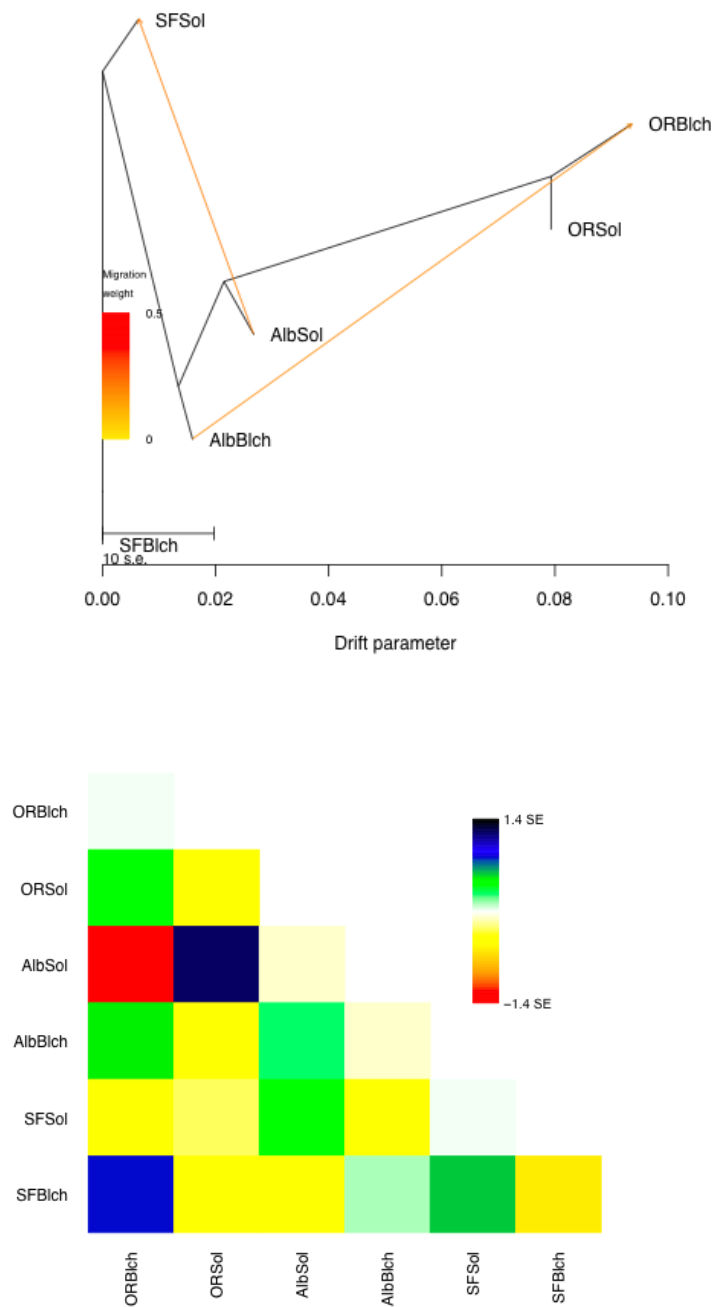 SFSol
ORBlch
ORSol
Migration
weight
0.5
AlbSol
0
AlbBlch
SFBlch
10 s.e.
0.00 0.02 0.04 0.06 0.08 0.10
Drift parameter
ORBlch
1.4 SE
ORSol
AlbSol
−1.4 SE
AlbBlch
SFSol
SFBlch
ORBlch ORSol AlbSol AlbBlch SFSol SFBlch